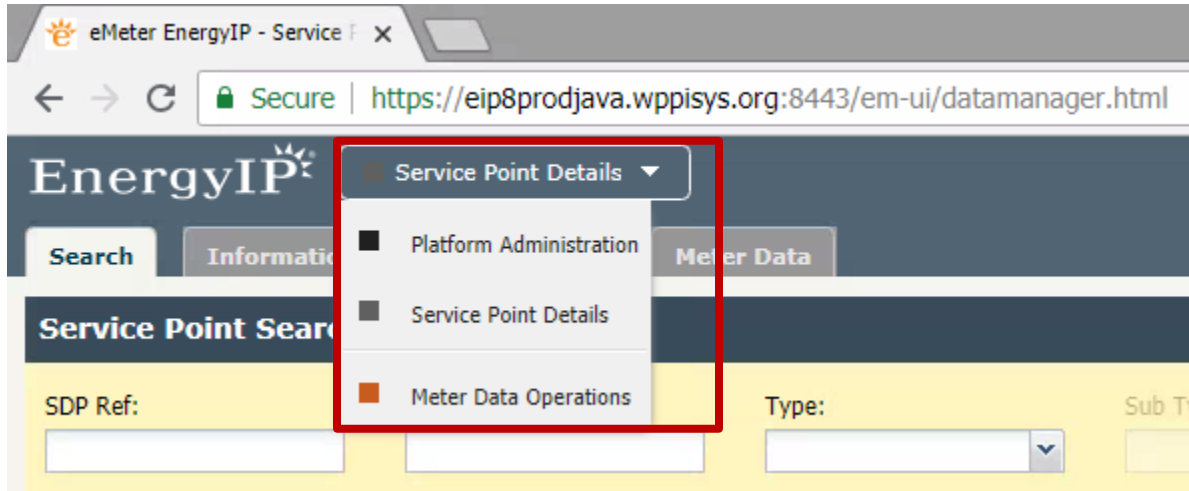 eMeter EnergyIP - Service
Secure | https://eip8prodjava.wppisys.org:8443/em-ui/datamanager.html
EnergyIP
Service Point Details
Platform Administration
Service Point Details
Meter Data Operations
Search
Meter Data
Service Point
SDP Ref:
Type:
Sub